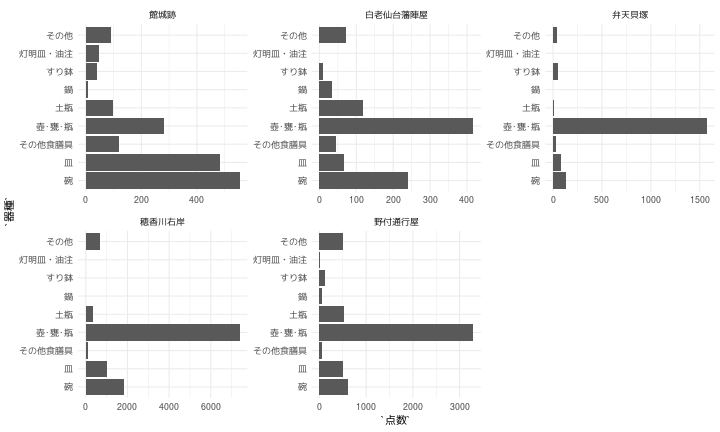 館城跡
その他
灯明皿・油注
すり鉢
鍋
土瓶
壺･甕･瓶
その他食膳具
皿
碗
0 200 400
白老仙台藩陣屋
その他
灯明皿・油注
すり鉢
鍋
土瓶
壺･甕･瓶
その他食膳具
皿
碗
0 100 200 300 400
弁天貝塚
その他
灯明皿・油注
すり鉢
鍋
土瓶
壺･甕･瓶
その他食膳具
皿
碗
0 500 1000 1500
穂香川右岸
その他
灯明皿・油注
すり鉢
鍋
土瓶
壺･甕･瓶
その他食膳具
皿
碗
0 2000 4000 6000
野付通行屋
その他
灯明皿・油注
すり鉢
鍋
土瓶
壺･甕･瓶
その他食膳具
皿
碗
0 1000 2000 3000
`点数`